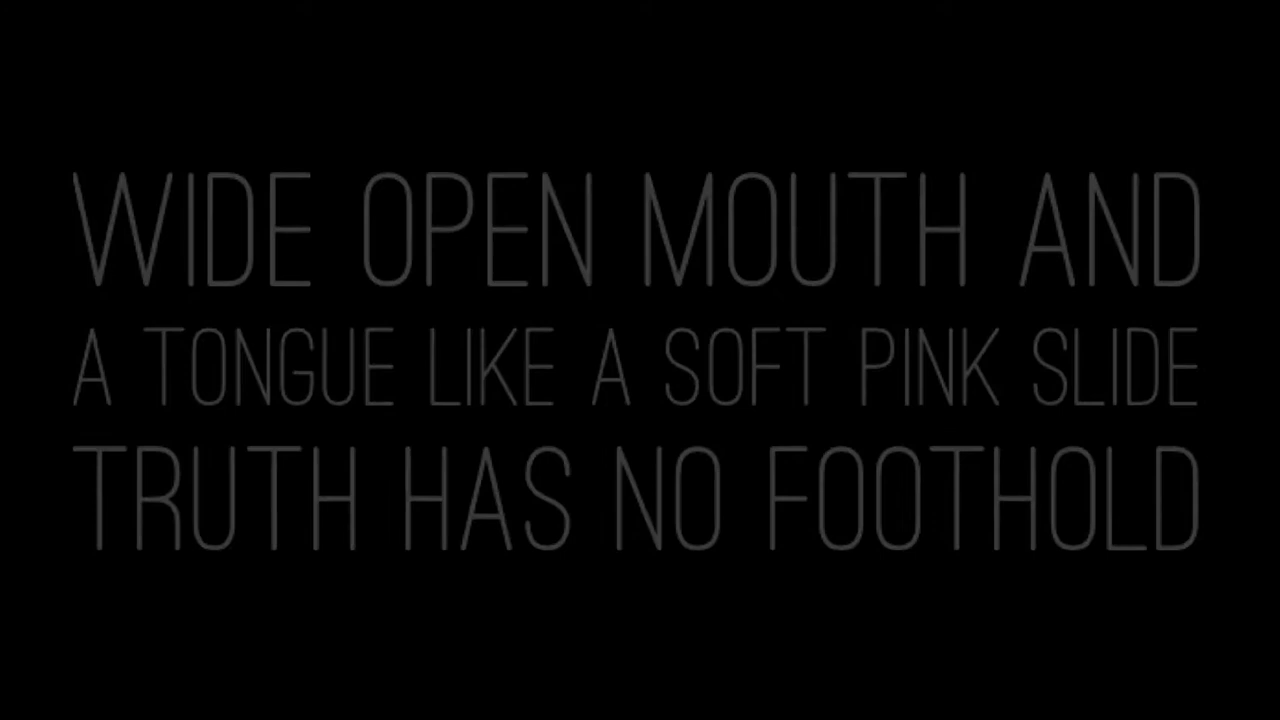 WIDE OPEN MOUTH AND
A TONGUE LIKE A SOFT PINK SLIDE
TRUTH HAS NO FOOTHOLD